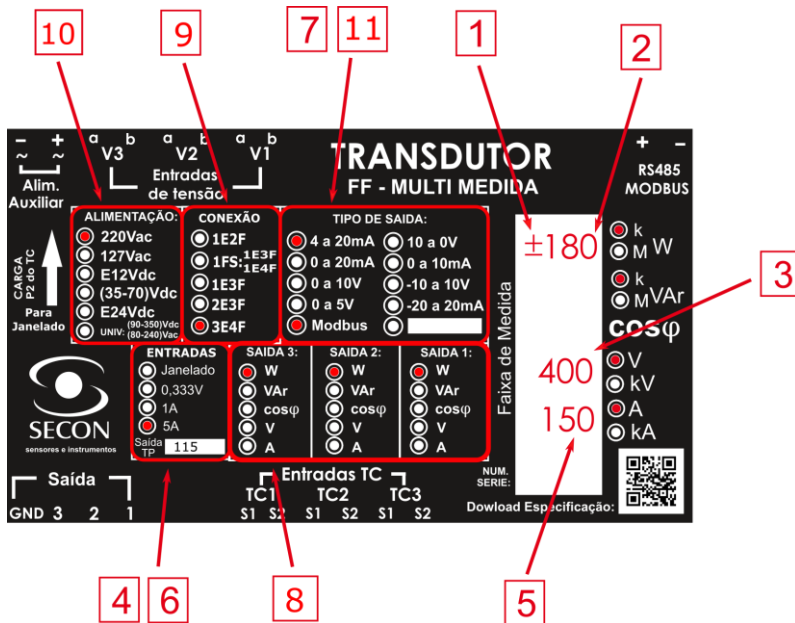 10
9
7
11
1
2
− +
~ ~
Alim.
Auxiliar
a b a b a b
V3 V2 V1
Entradas
de tensão
TRANSDUTOR
FF - MULTI MEDIDA
+ −
RS485
MODBUS
CARGA
P2 do TC
Para
Janelado
ALIMENTAÇÃO:
220Vac
127Vac
E12Vdc
(35-70)Vdc
E24Vdc
UNIV: (90-350)Vdc
(80-240)Vac
CONEXÃO
1E2F
1FS: 1E3F
1E4F
1E3F
2E3F
3E4F
TIPO DE SAIDA:
4 a 20mA
0 a 20mA
0 a 10V
0 a 5V
Modbus
10 a 0V
0 a 10mA
-10 a 10V
-20 a 20mA
Faixa de Medida
±180
400
150
k
M
W
k
M
VAr
cosφ
V
kV
A
kA
3
SECON
sensores e instrumentos
ENTRADAS
Janelado
0,333V
1A
5A
Saída
TP
115
SAIDA 3:
W
VAr
cosφ
V
A
SAIDA 2:
W
VAr
cosφ
V
A
SAIDA 1:
W
VAr
cosφ
V
A
Saída
GND 3 2 1
Entradas TC
TC1 TC2 TC3
S1 S2 S1 S2 S1 S2
NUM.
SERIE:
Dowload Especificação:
4
6
8
5